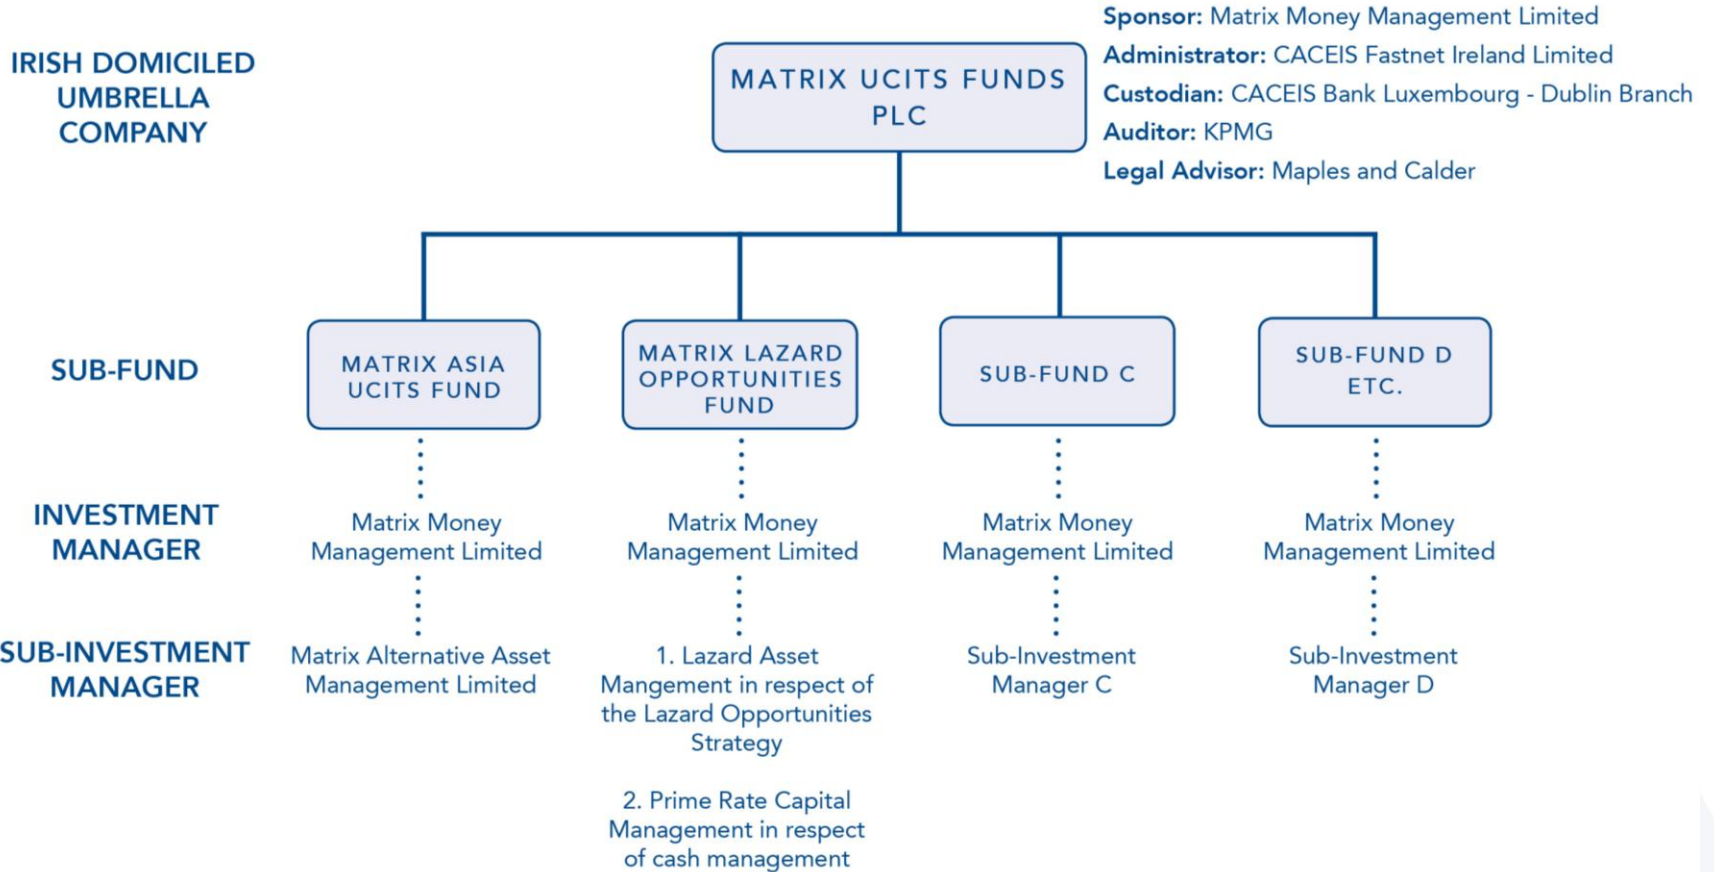 Sponsor: Matrix Money Management Limited
IRISH DOMICILED
UMBRELLA
COMPANY
MATRIX UCITS FUNDS
PLC
Administrator: CACEIS Fastnet Ireland Limited
Custodian: CACEIS Bank Luxembourg - Dublin Branch
Auditor: KPMG
Legal Advisor: Maples and Calder
SUB-FUND
MATRIX ASIA
UCITS FUND
MATRIX LAZARD
OPPORTUNITIES
FUND
SUB-FUND C
SUB-FUND D
ETC.
INVESTMENT
MANAGER
Matrix Money
Management Limited
Matrix Money
Management Limited
Matrix Money
Management Limited
Matrix Money
Management Limited
SUB-INVESTMENT
MANAGER
Matrix Alternative Asset
Management Limited
1. Lazard Asset
Mangement in respect of
the Lazard Opportunities
Strategy
2. Prime Rate Capital
Management in respect
of cash management
Sub-Investment
Manager C
Sub-Investment
Manager D